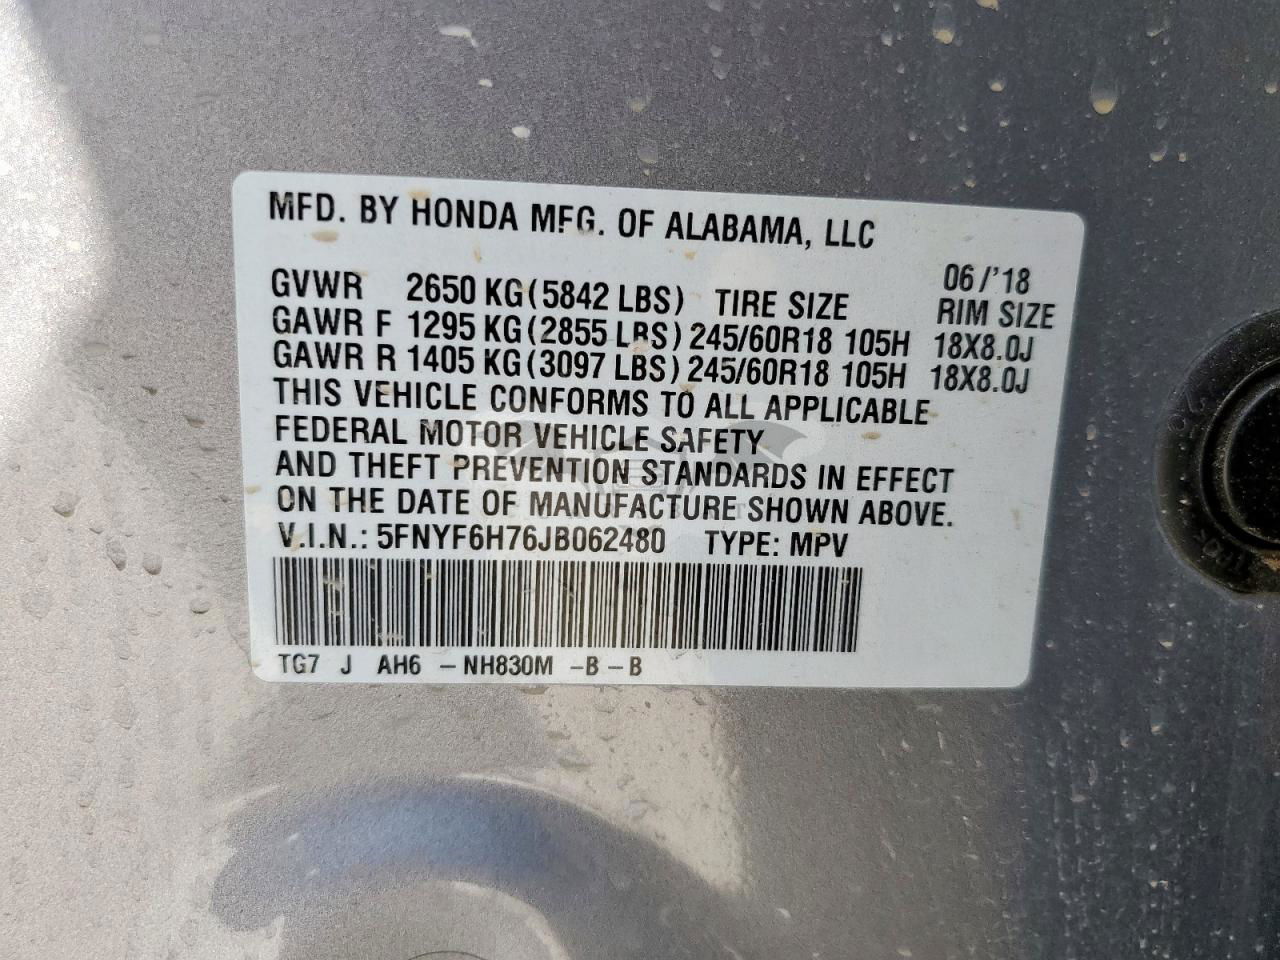 MFD. BY HONDA MFG. OF ALABAMA, LLC
06/'18
GVWR 2650 KG(5842 LBS) TIRE SIZE RIM SIZE
GAWR F 1295 KG(2855 LBS) 245/60R18 105H 18X8.0J
GAWR R 1405 KG(3097 LBS) 245/60R18 105H 18X8.0J
THIS VEHICLE CONFORMS TO ALL APPLICABLE
FEDERAL MOTOR VEHICLE SAFETY
AND THEFT PREVENTION STANDARDS IN EFFECT
ON THE DATE OF MANUFACTURE SHOWN ABOVE.
V.I.N.: 5FNYF6H76JB062480 TYPE: MPV
TG7 J AH6 -NH830M -B-B